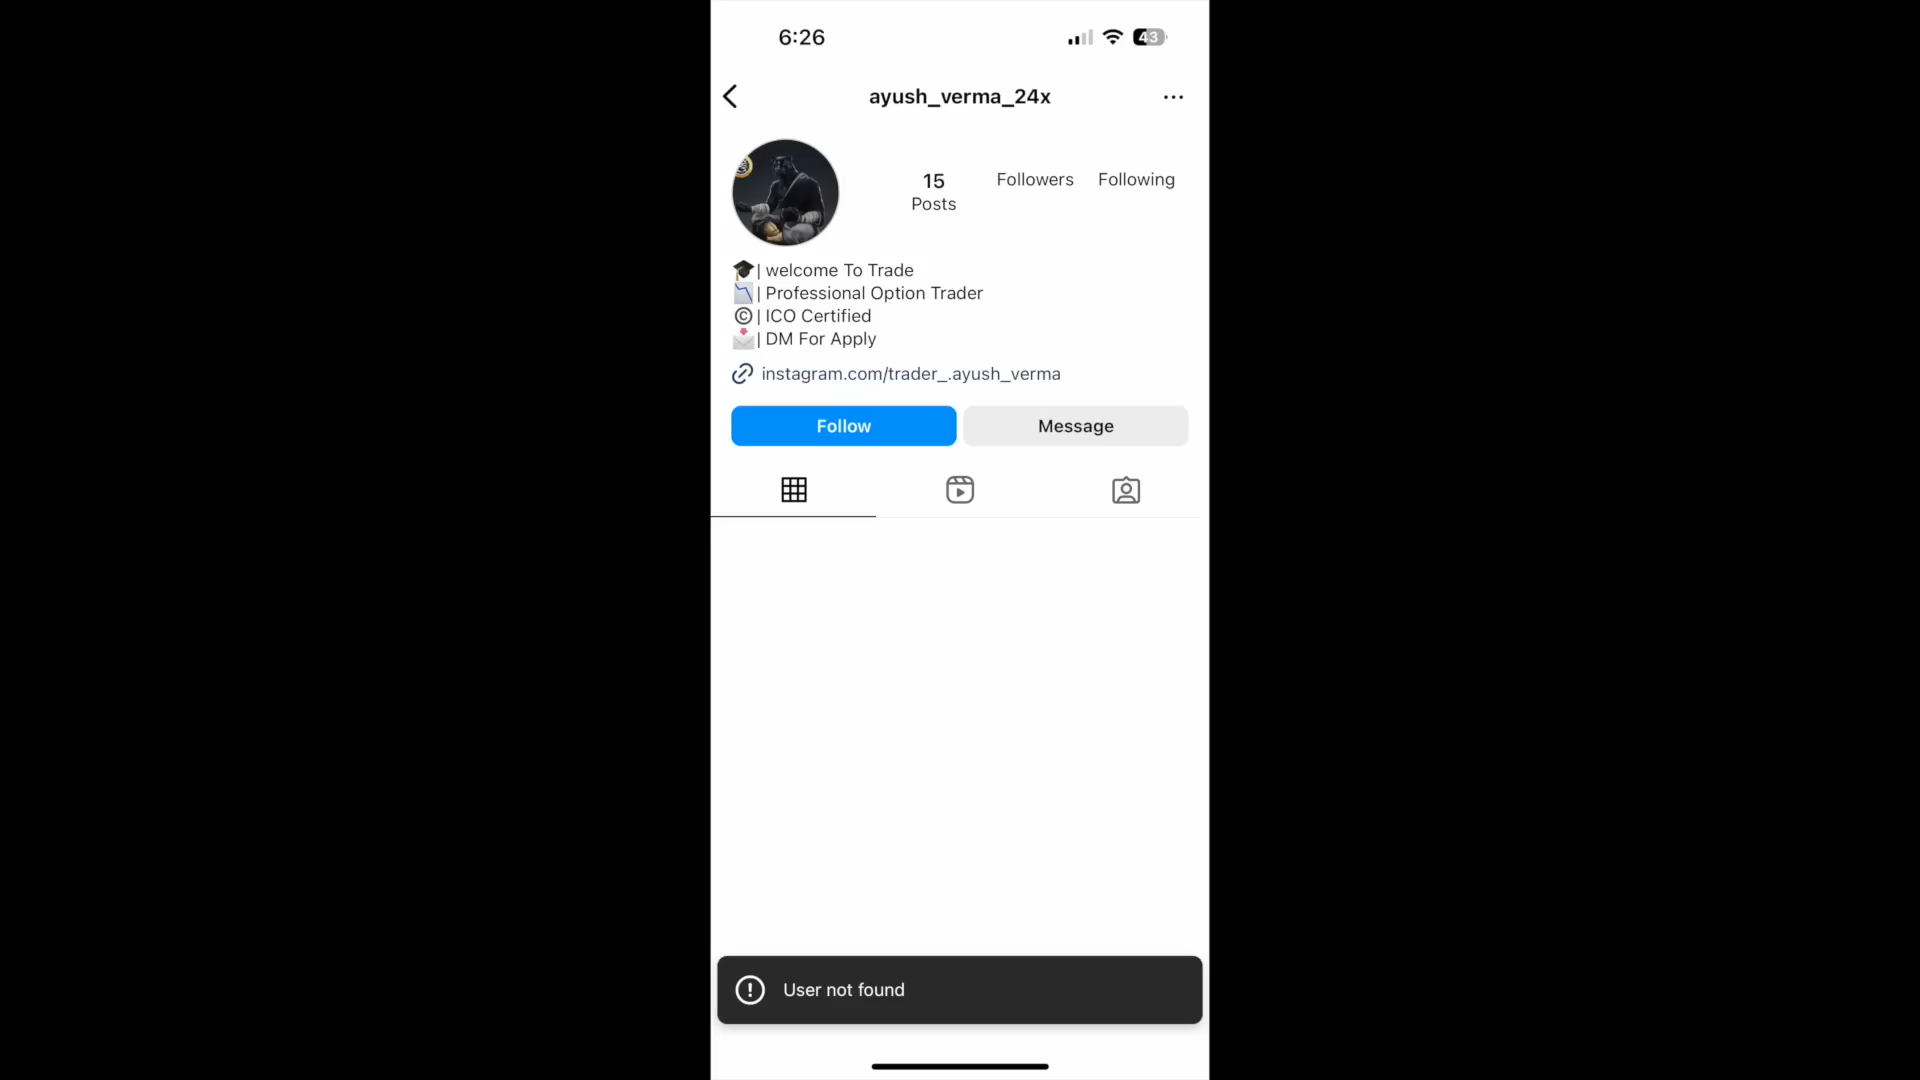 6:26
43
ayush_verma_24x
15
Posts
Followers
Following
🎓| welcome To Trade
📉| Professional Option Trader
©| ICO Certified
📩| DM For Apply
instagram.com/trader_.ayush_verma
Follow
Message
User not found